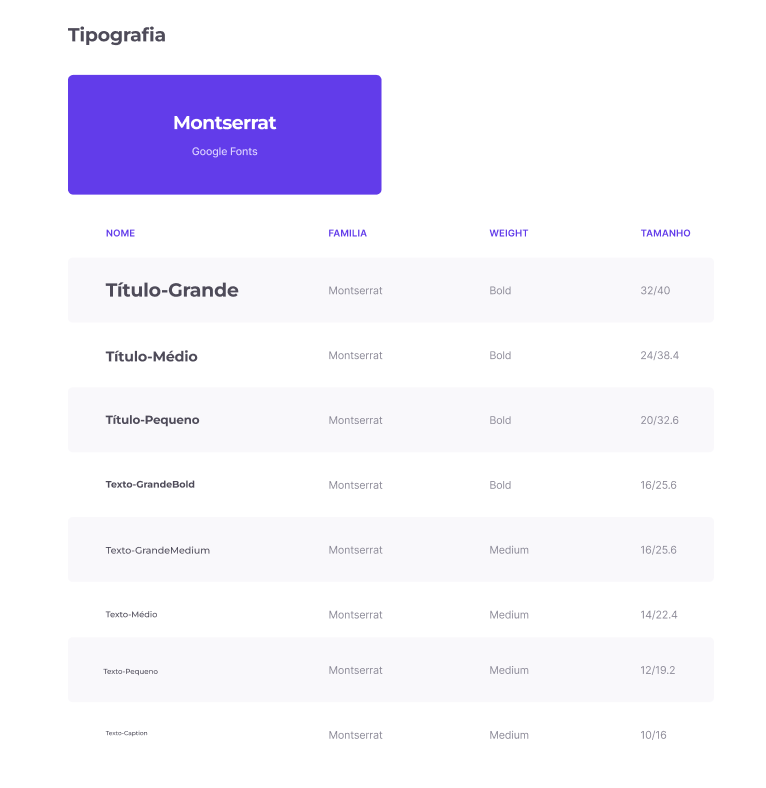 Tipografia
Montserrat
Google Fonts
NOME FAMILIA WEIGHT TAMANHO
Título-Grande Montserrat Bold 32/40
Título-Médio Montserrat Bold 24/38.4
Título-Pequeno Montserrat Bold 20/32.6
Texto-GrandeBold Montserrat Bold 16/25.6
Texto-GrandeMedium Montserrat Medium 16/25.6
Texto-Médio Montserrat Medium 14/22.4
Texto-Pequeno Montserrat Medium 12/19.2
Texto-Caption Montserrat Medium 10/16